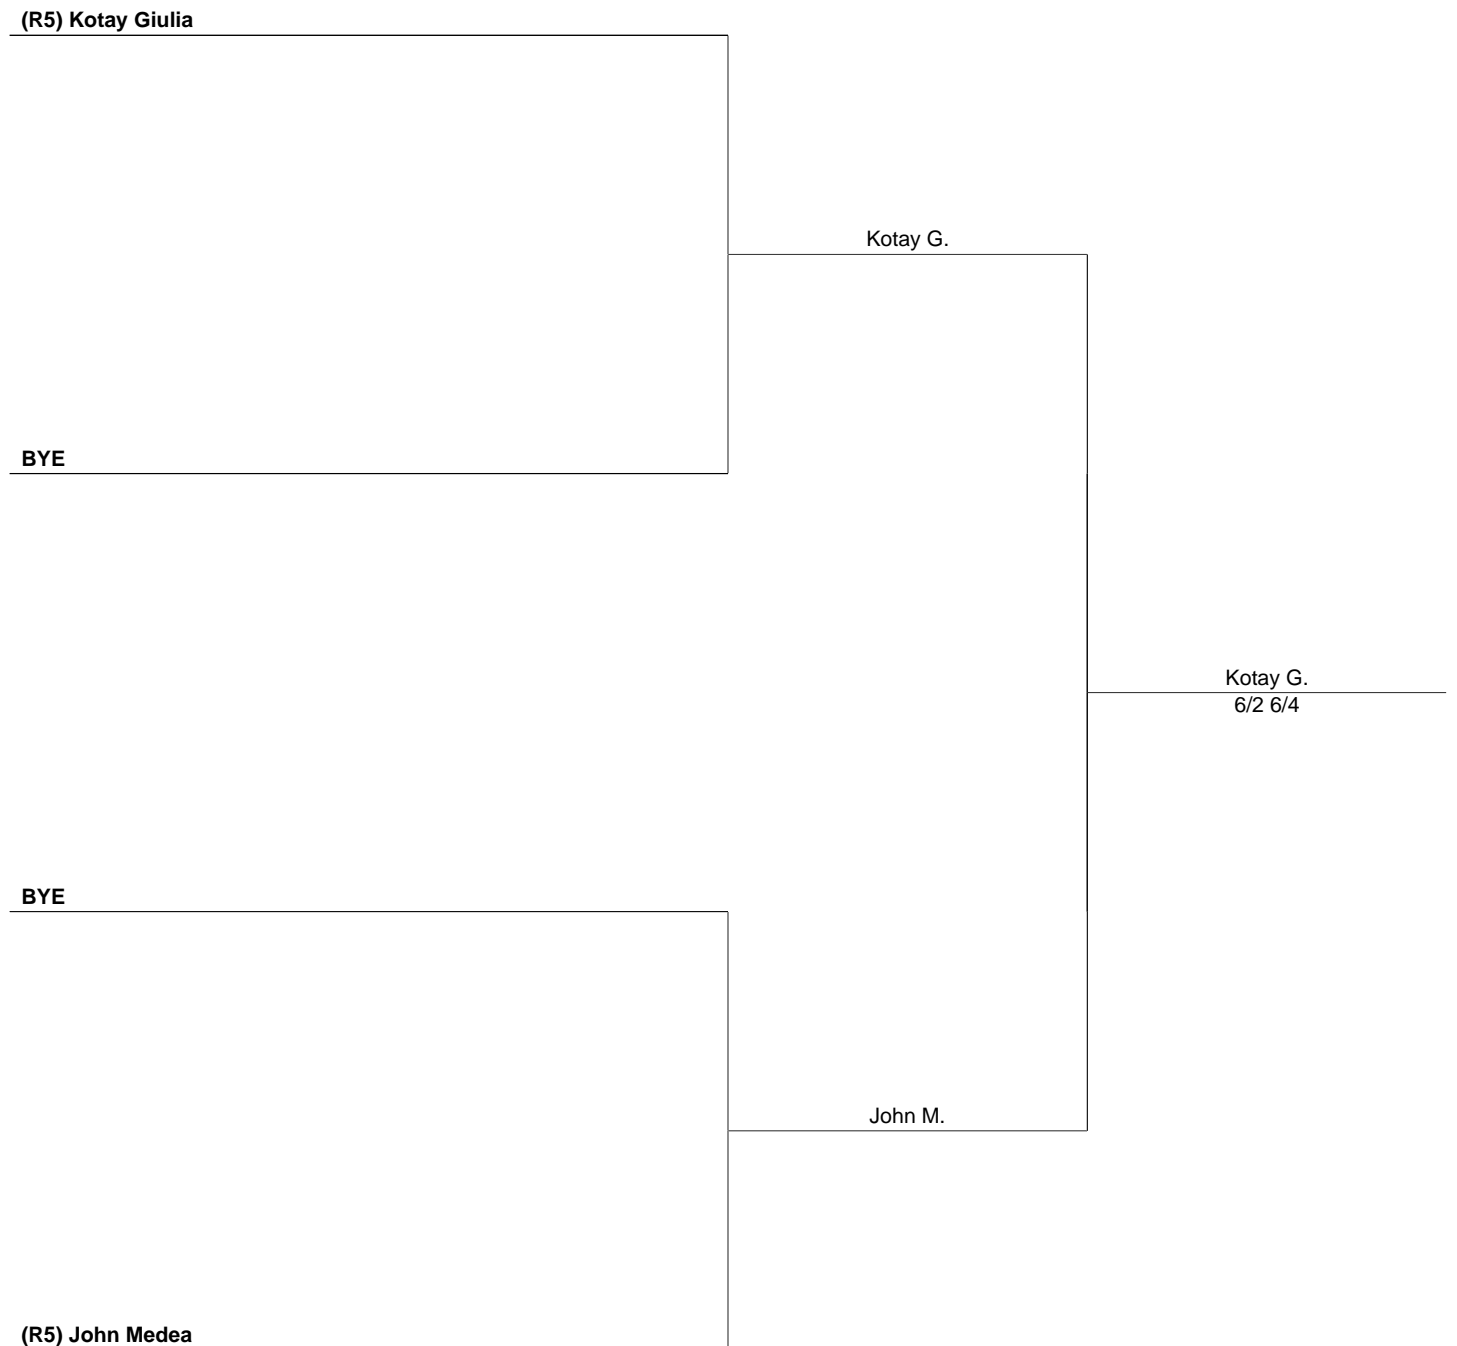 (R5) Kotay Giulia
Kotay G.
BYE
Kotay G.
6/2 6/4
BYE
John M.
(R5) John Medea